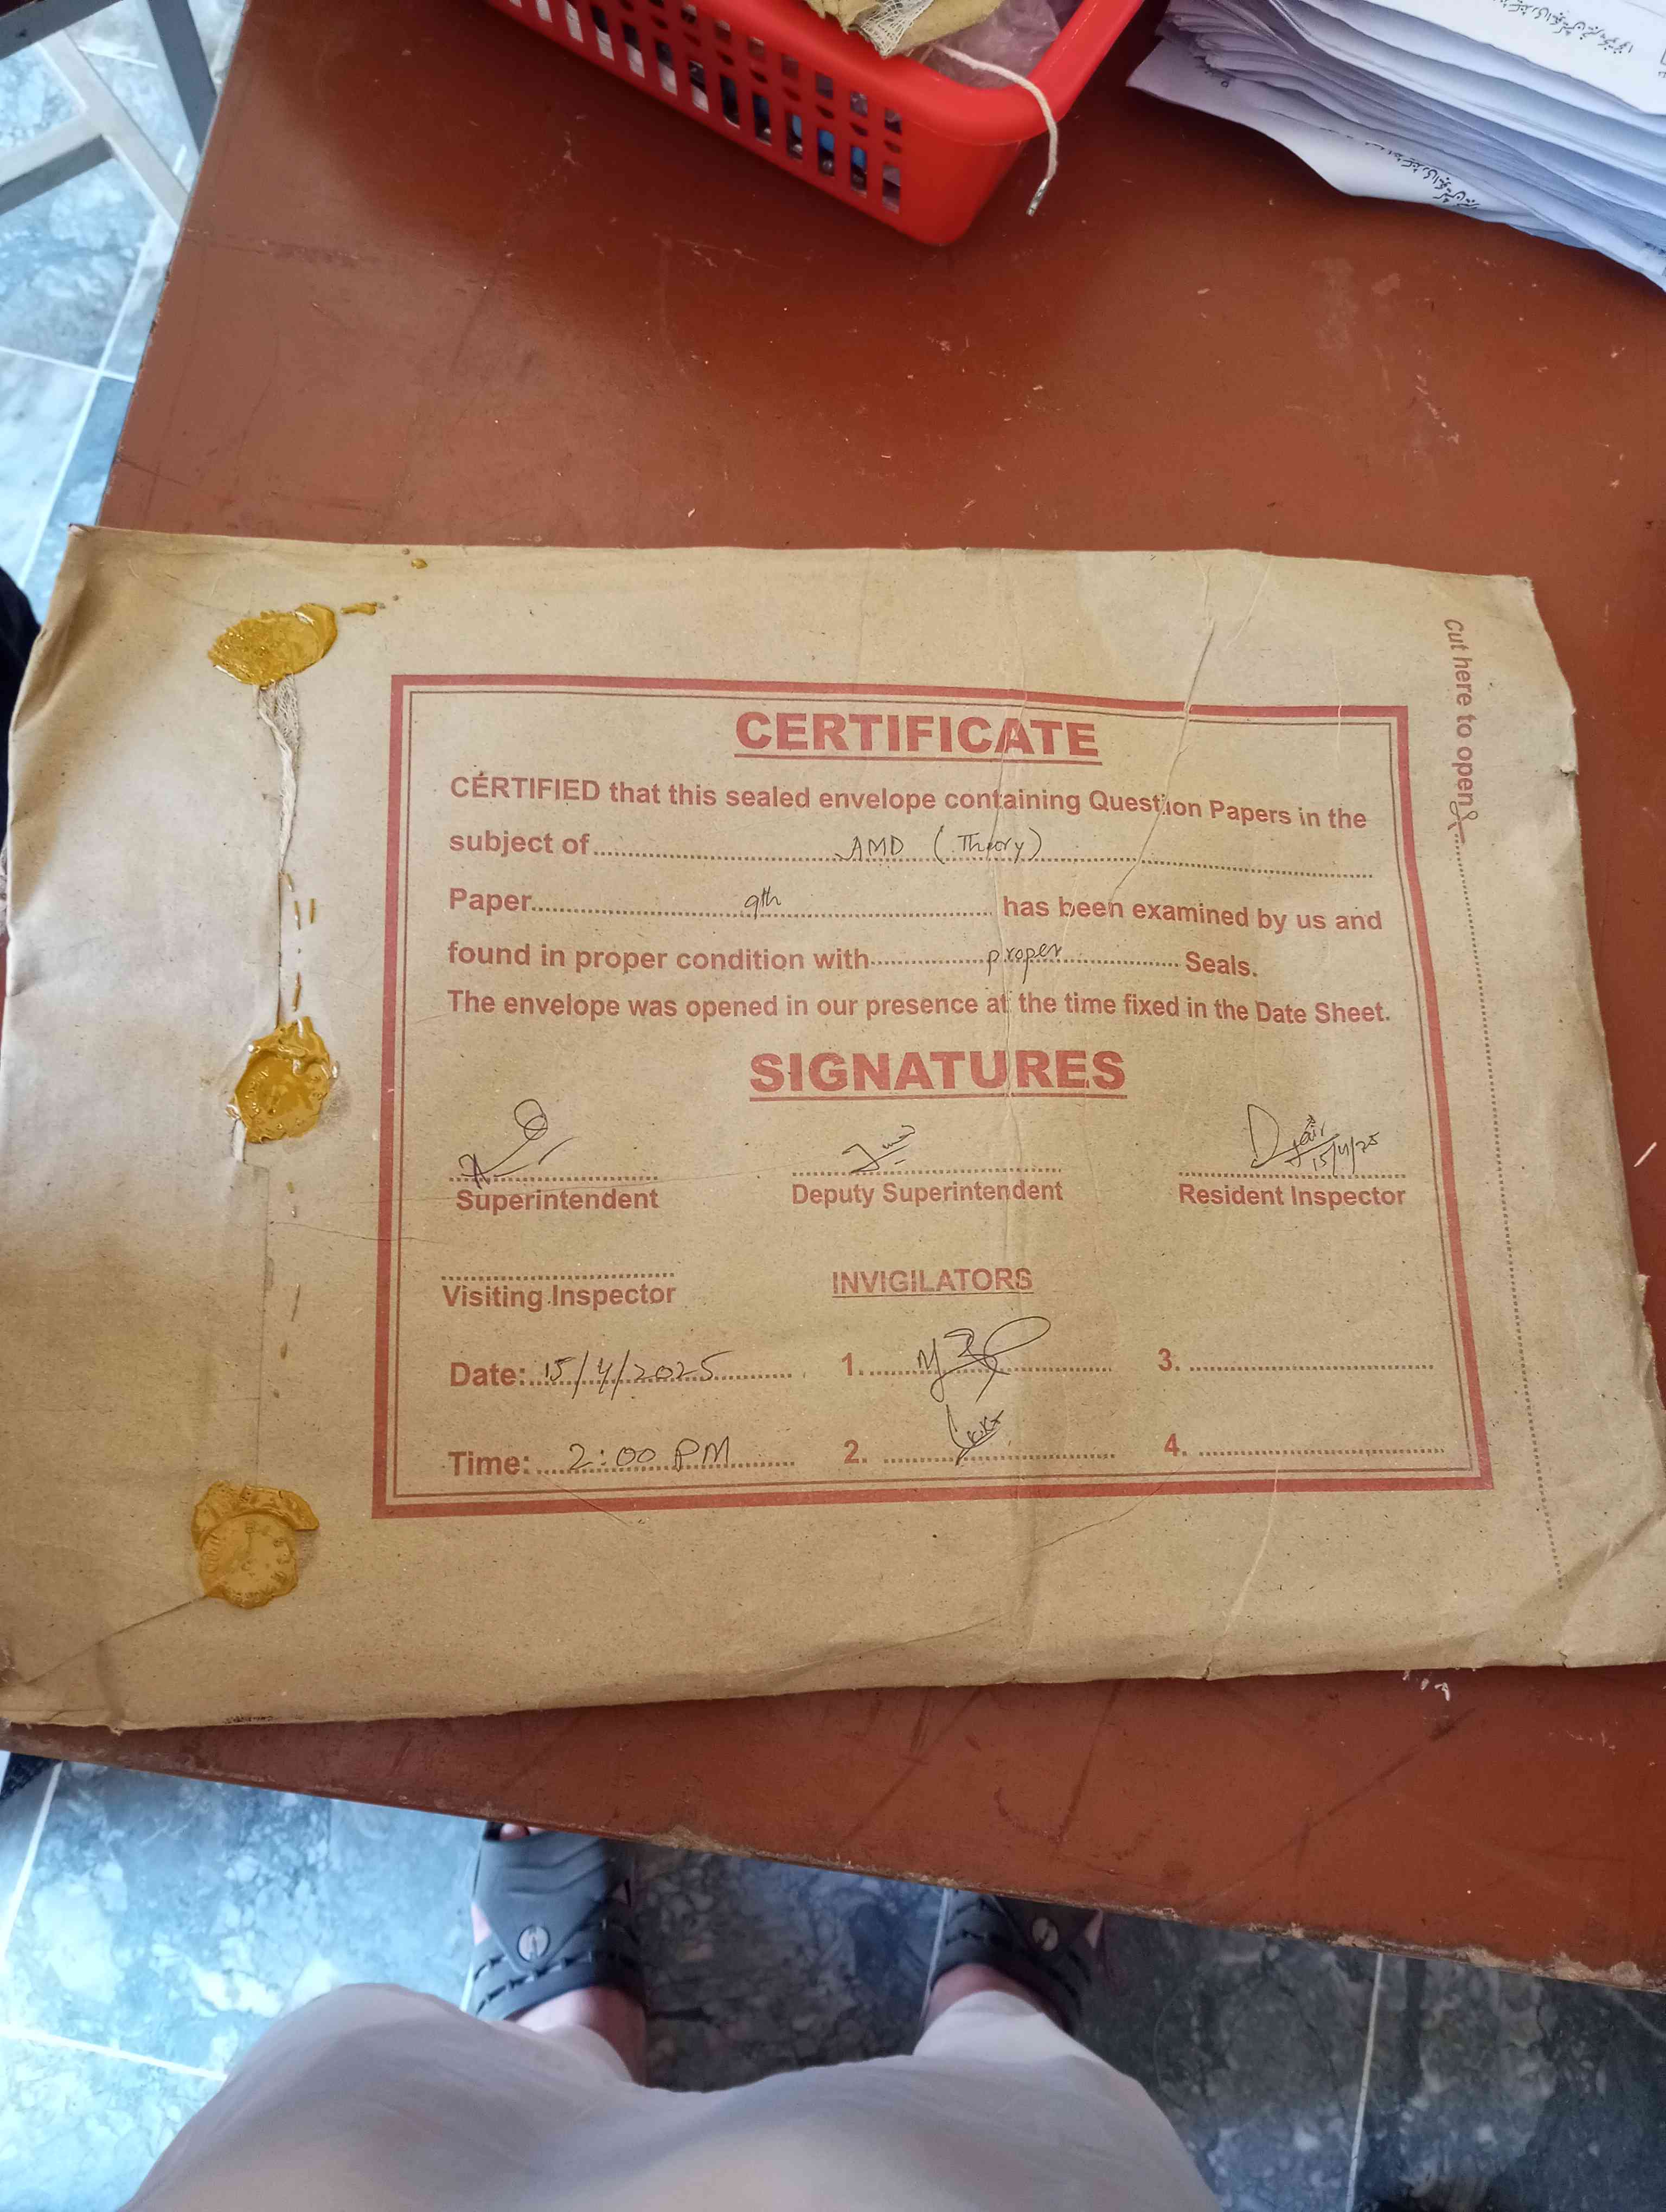 Cut here to open
CERTIFICATE
CERTIFIED that this sealed envelope containing Question Papers in the
subject of AMD (Theory)
Paper 9th has been examined by us and
found in proper condition with proper Seals.
The envelope was opened in our presence at the time fixed in the Date Sheet.
SIGNATURES
15/4/25
Superintendent Deputy Superintendent Resident Inspector
Visiting Inspector INVIGILATORS
Date: 15/4/2025 1. 3.
Time: 2:00 PM 2. 4.